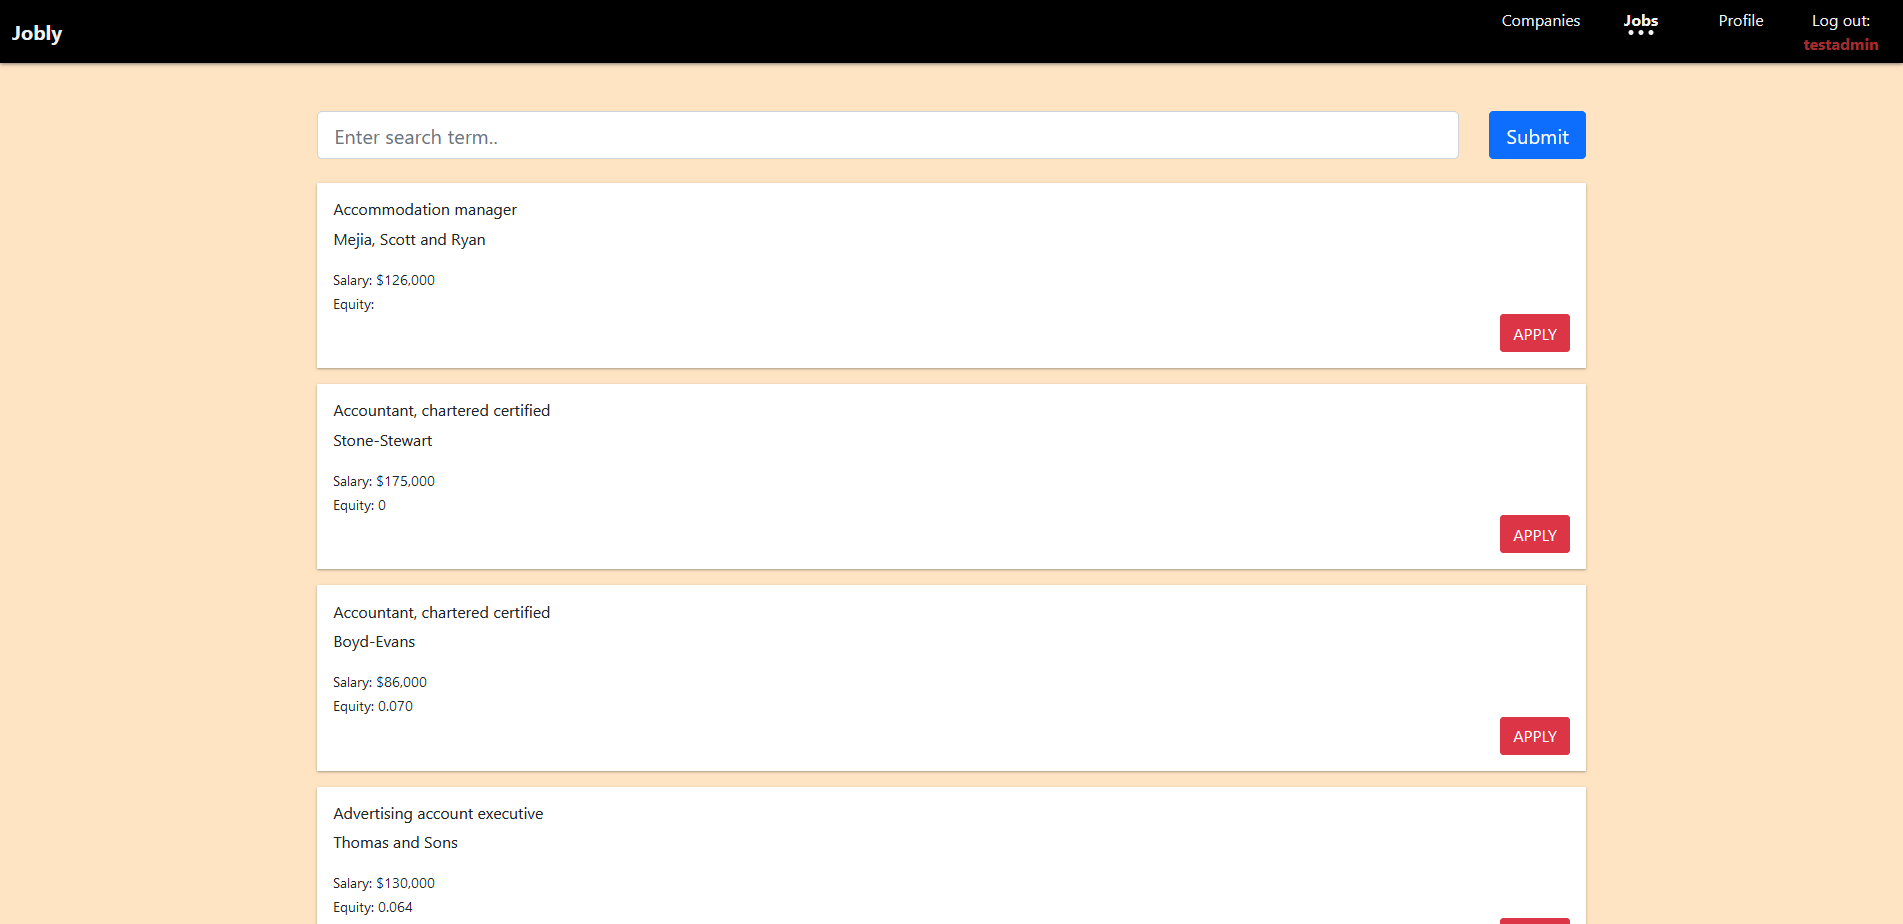 Jobly
Companies
Jobs
Profile
Log out:
testadmin
Enter search term..
Submit
Accommodation manager
Mejia, Scott and Ryan
Salary: $126,000
Equity:
APPLY
Accountant, chartered certified
Stone-Stewart
Salary: $175,000
Equity: 0
APPLY
Accountant, chartered certified
Boyd-Evans
Salary: $86,000
Equity: 0.070
APPLY
Advertising account executive
Thomas and Sons
Salary: $130,000
Equity: 0.064